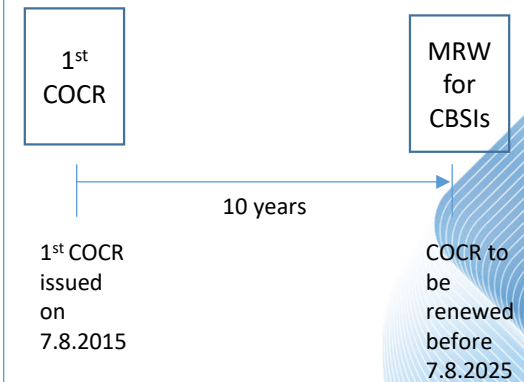 1st
COCR
MRW
for
CBSIs
10 years
1st COCR
issued
on
7.8.2015
COCR to
be
renewed
before
7.8.2025